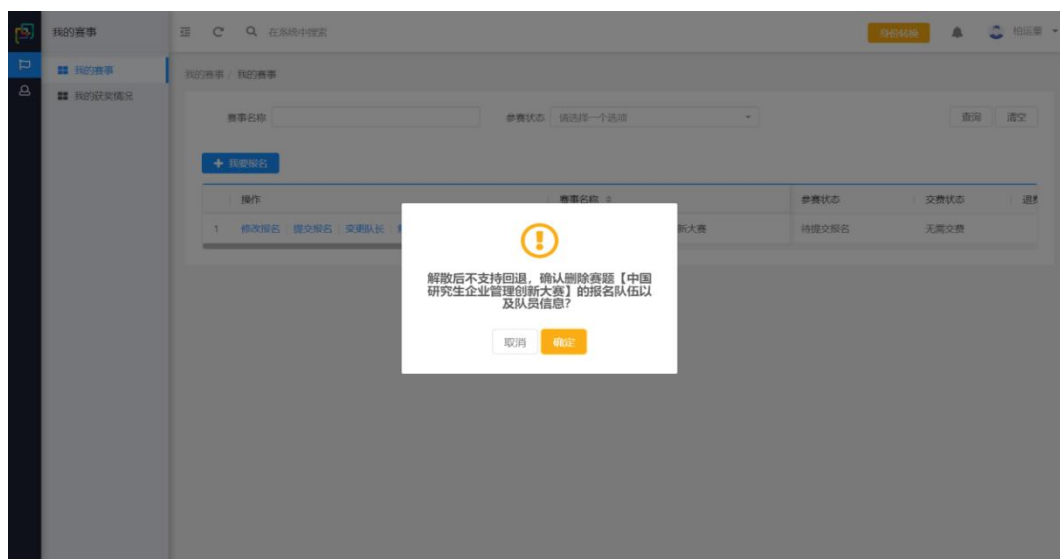 我的赛事
在系统中搜索
身份转换
我的赛事
我的获奖情况
我的赛事 / 我的赛事
赛事名称
参赛状态 请选择一个选项
查询 清空
我要报名
操作 赛事名称 参赛状态 交费状态
1 修改报名 提交报名 变更队长 新大赛 待提交报名 无需交费
解散后不支持回退，确认删除赛题【中国
研究生企业管理创新大赛】的报名队伍以
及队员信息？
取消 确定